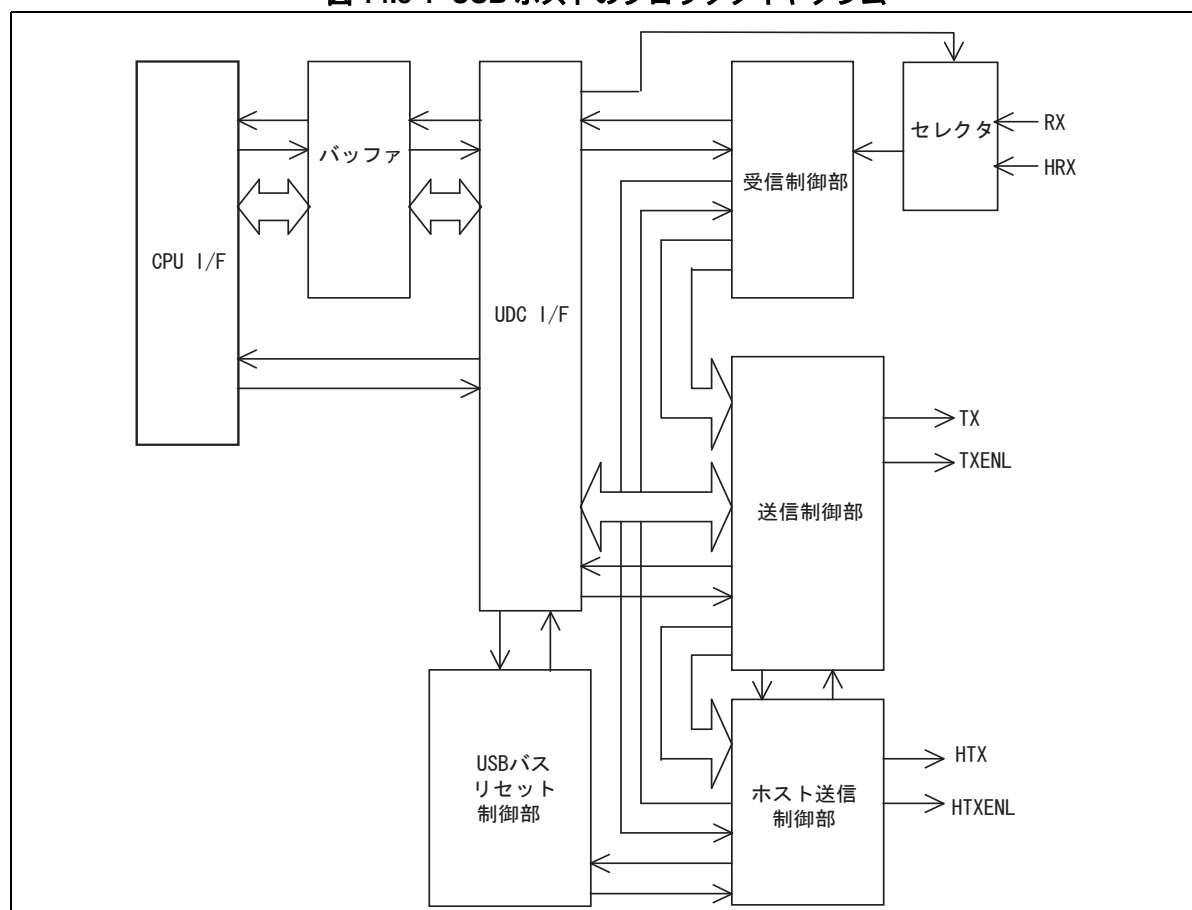 セレクタ
RX
HRX
バッファ
受信制御部
CPU I/F
UDC I/F
TX
TXENL
送信制御部
USBバス
リセット
制御部
ホスト送信
制御部
HTX
HTXENL